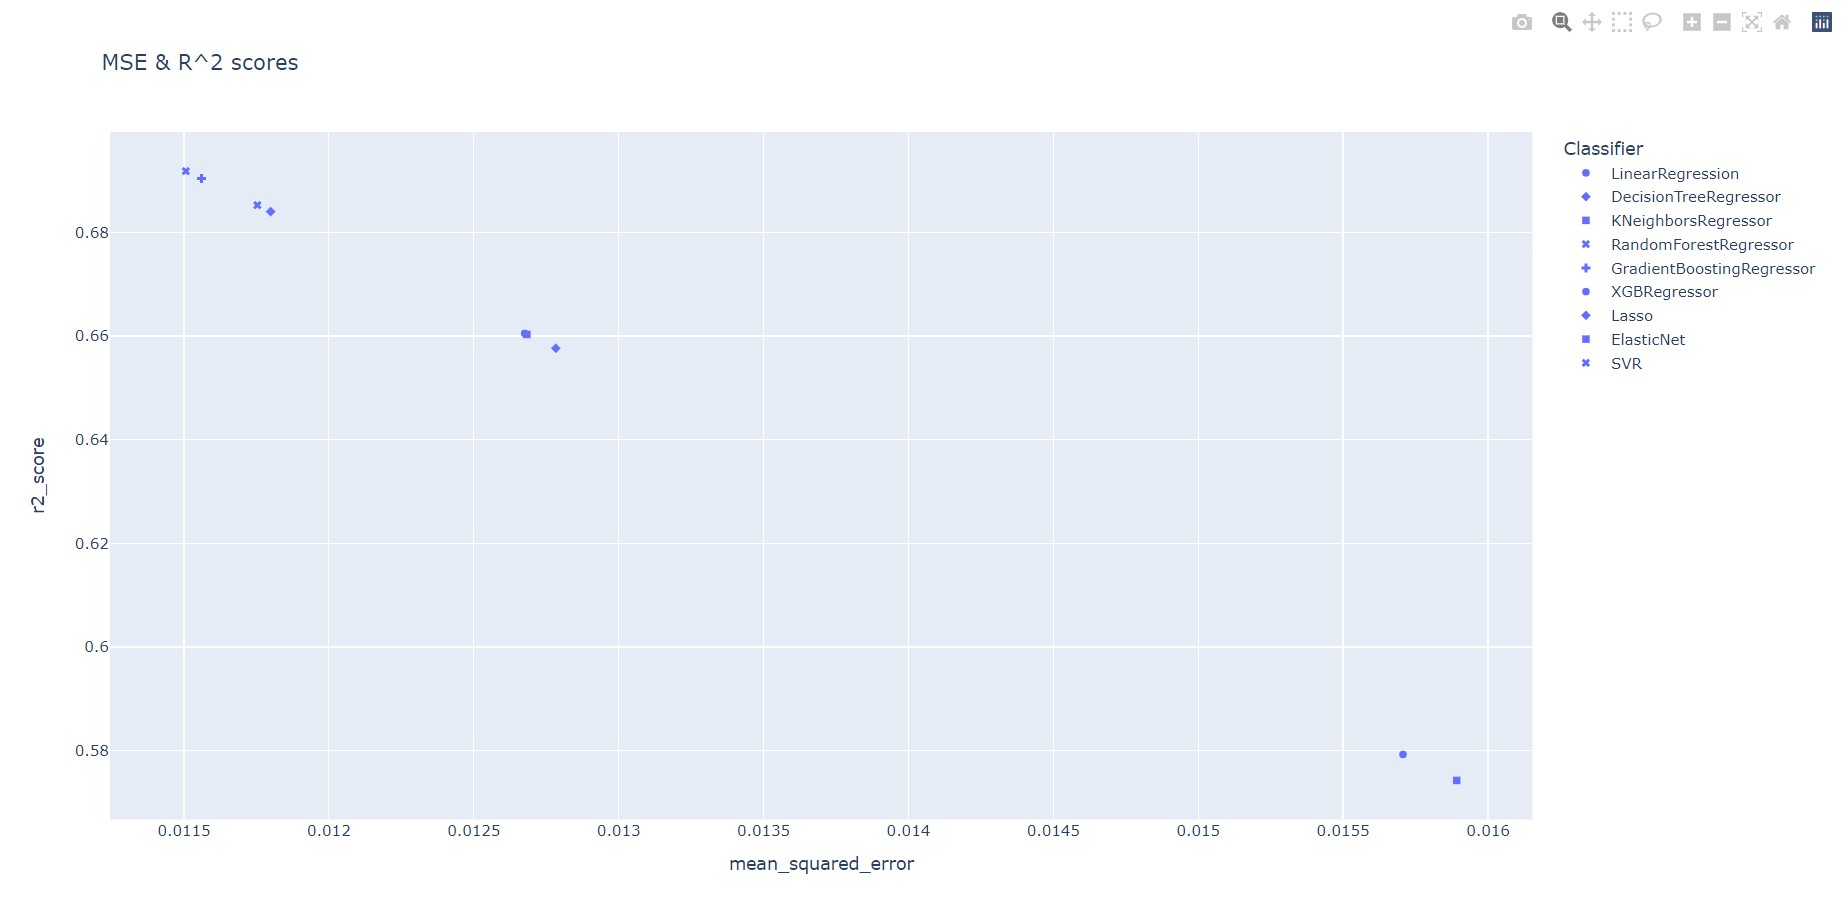 MSE & R^2 scores
Classifier
LinearRegression
DecisionTreeRegressor
KNeighborsRegressor
RandomForestRegressor
GradientBoostingRegressor
XGBRegressor
Lasso
ElasticNet
SVR
r2_score
0.68
0.66
0.64
0.62
0.6
0.58
0.0115 0.012 0.0125 0.013 0.0135 0.014 0.0145 0.015 0.0155 0.016
mean_squared_error